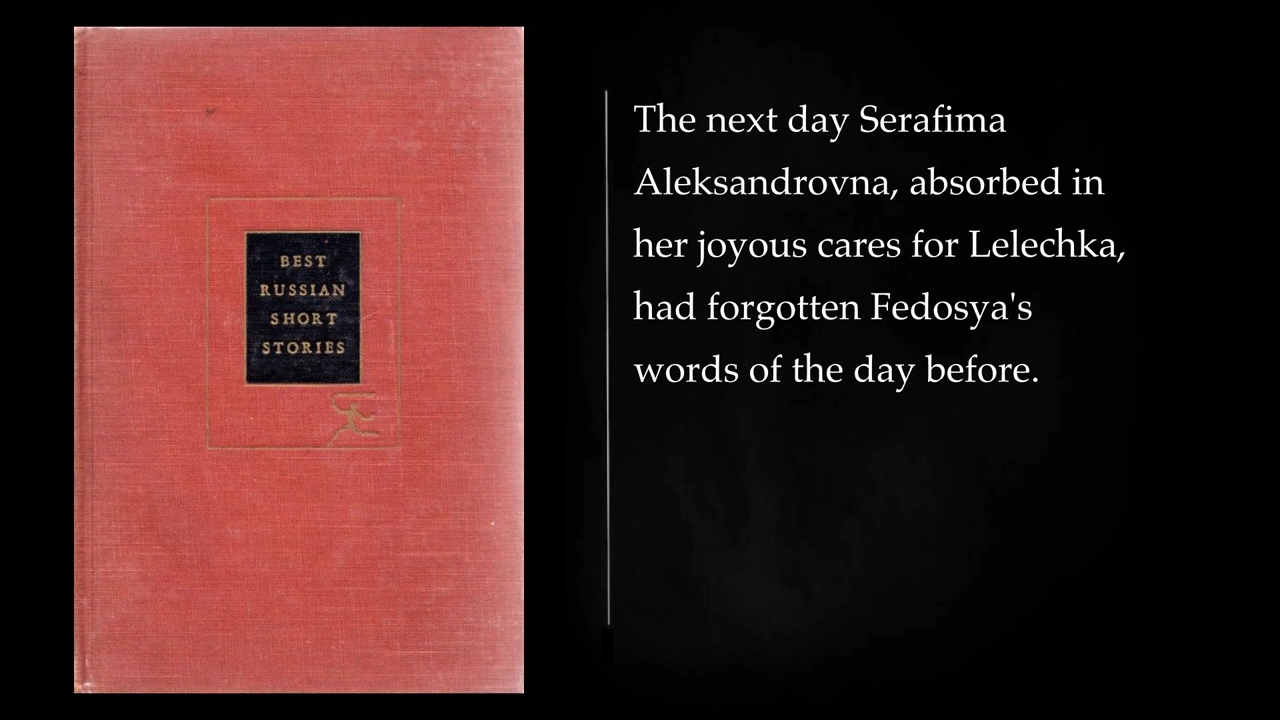 BEST
RUSSIAN
SHORT
STORIES
The next day Serafima
Aleksandrovna, absorbed in
her joyous cares for Lelechka,
had forgotten Fedosya's
words of the day before.